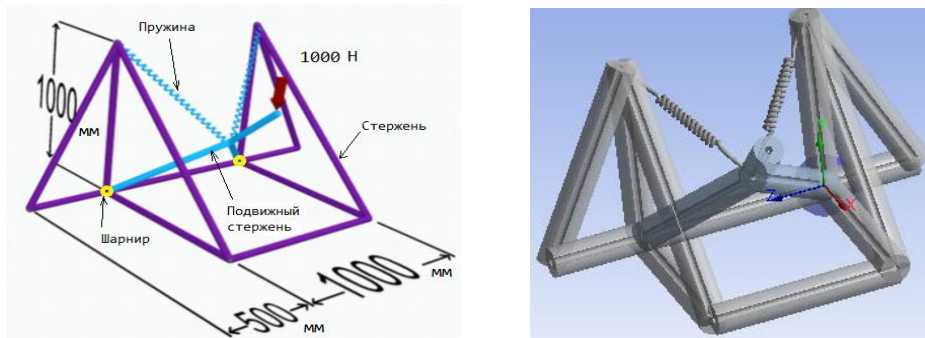 Пружина
1000 Н
1000
мм
Стержень
Подвижный
стержень
Шарнир
500
мм
1000
мм
Y
Z
X